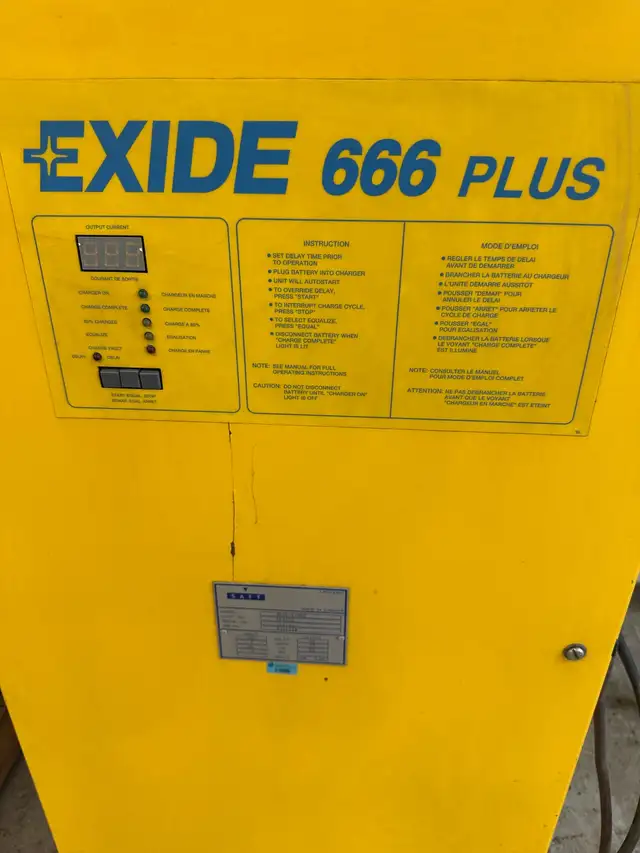 EXIDE 666 PLUS
OUTPUT CURRENT
COURANT DE SORTIE
CHARGER ON
CHARGEUR EN MARCHE
CHARGE COMPLETE
CHARGE COMPLETE
80% CHARGED
CHARGE A 80%
EQUALIZE
EGALISATION
CHARGE FAULT
CHARGE EN PANNE
DELAI
DELAI
INSTRUCTION
● SET DELAY TIME PRIOR
TO OPERATION
● PLUG BATTERY INTO CHARGER
● UNIT WILL AUTOSTART
● TO OVERRIDE DELAY,
PRESS "START"
● TO INTERRUPT CHARGE CYCLE,
PRESS "STOP"
● TO SELECT EQUALIZE,
PRESS "EQUAL"
● DISCONNECT BATTERY WHEN
"CHARGE COMPLETE"
LIGHT IS LIT
NOTE: SEE MANUAL FOR FULL
OPERATING INSTRUCTIONS
CAUTION: DO NOT DISCONNECT
BATTERY UNTIL "CHARGER ON"
LIGHT IS OFF
MODE D'EMPLOI
● REGLER LE TEMPS DE DELAI
AVANT DE DEMARRER
● BRANCHER LA BATTERIE AU CHARGEUR
● L'UNITE DEMARRE AUSSITOT
● POUSSER "DEMAR" POUR
ANNULER LE DELAI
● POUSSER "ARRET" POUR ARRETER LE
CYCLE DE CHARGE
● POUSSER "EGAL"
POUR EGALISATION
● DEBRANCHER LA BATTERIE LORSQUE
LE VOYANT "CHARGE COMPLETE"
EST ILLUMINE
NOTE: CONSULTER LE MANUEL
POUR MODE D'EMPLOI COMPLET
ATTENTION: NE PAS DEBRANCHER LA BATTERIE
AVANT QUE LE VOYANT
"CHARGEUR EN MARCHE" EST ETEINT